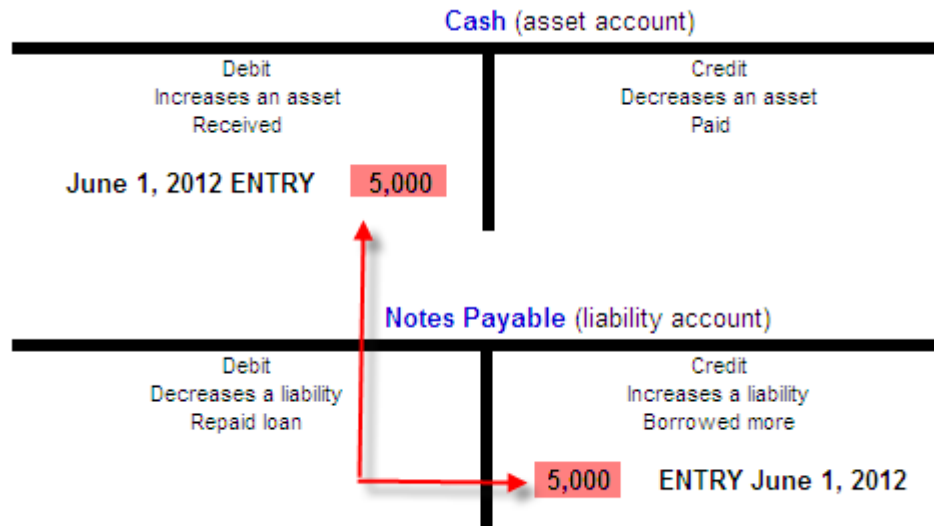 Cash (asset account)
Debit
Increases an asset
Received
Credit
Decreases an asset
Paid
June 1, 2012 ENTRY 5,000
Notes Payable (liability account)
Debit
Decreases a liability
Repaid loan
Credit
Increases a liability
Borrowed more
5,000 ENTRY June 1, 2012